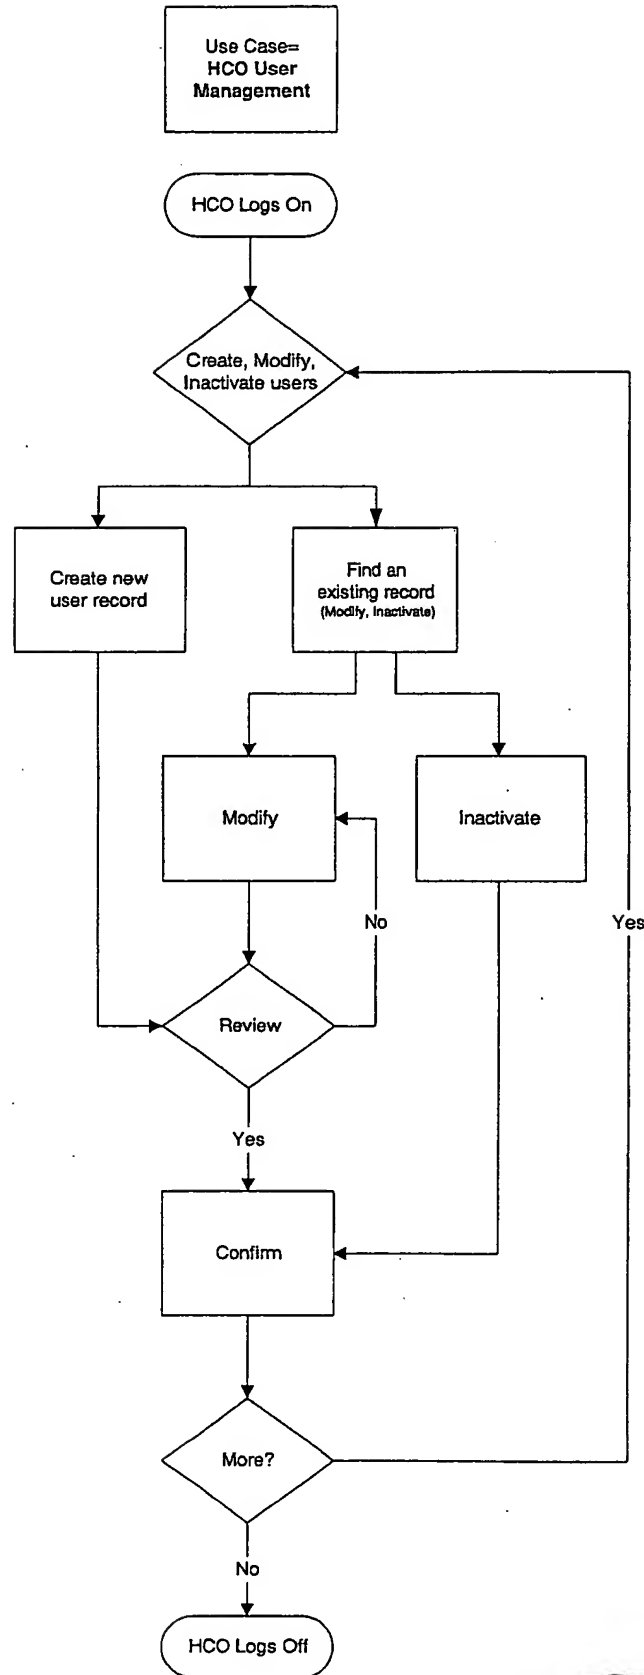 Use Case=
HCO User
Management
HCO Logs On
Create, Modify,
Inactivate users
Create new
user record
Find an
existing record
(Modify, Inactivate)
Modify
Inactivate
No
Yes
Review
Yes
Confirm
More?
No
HCO Logs Off